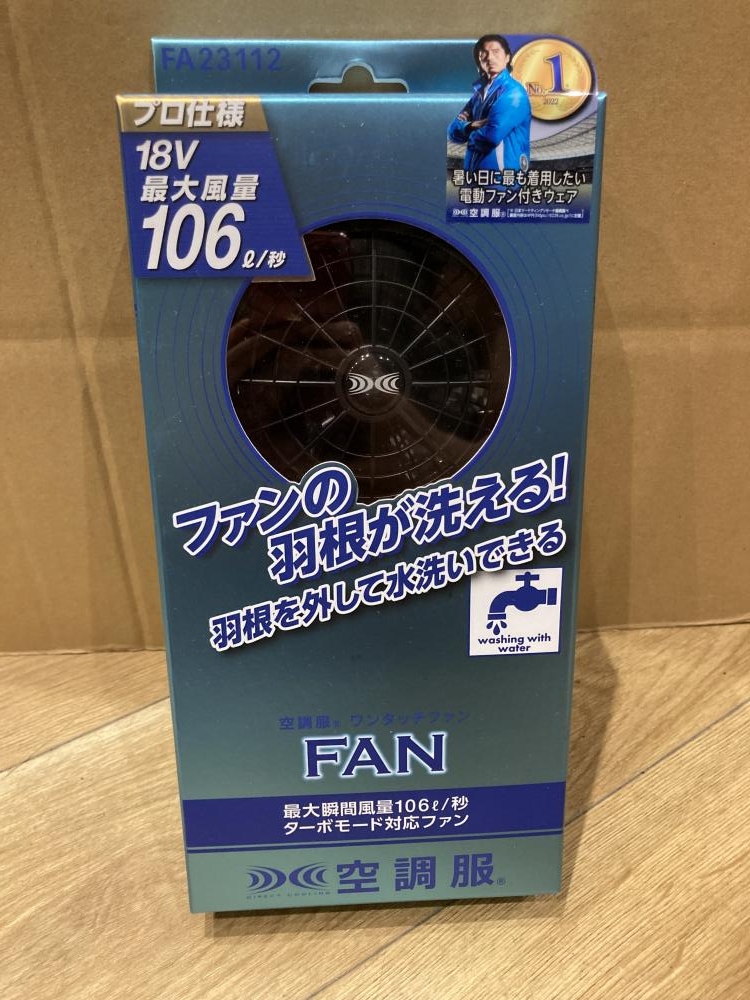 FA23112
プロ仕様
18V
最大風量
106ℓ/秒
No.1
2022
暑い日に最も着用したい
電動ファン付きウェア
空調服®
ファンの
羽根が洗える!
羽根を外して水洗いできる
washing with
water
空調服® ワンタッチファン
FAN
最大瞬間風量106ℓ/秒
ターボモード対応ファン
空調服®
DIRECT COOLING